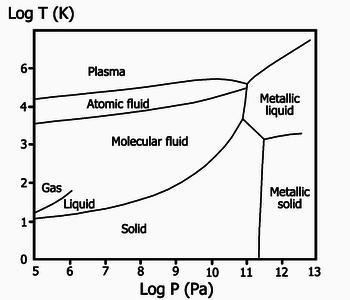 Log T (K)
Plasma
6
Atomic fluid
Metallic
liquid
4
Molecular fluid
3
Gas
2
Liquid
Metallic
solid
1
Solid
0
5 6 7 8 9 10 11 12 13
Log P (Pa)